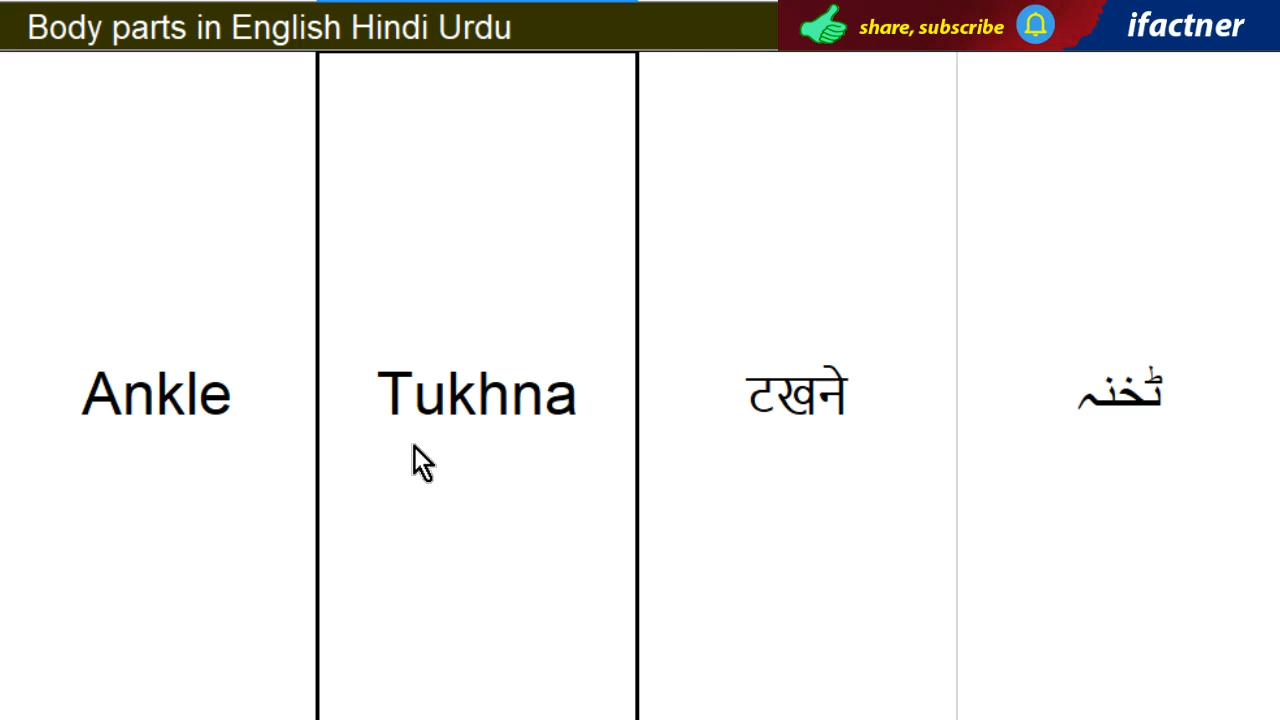 Body parts in English Hindi Urdu
share, subscribe
ifactner
Ankle
Tukhna
टखने
ٹخنہ